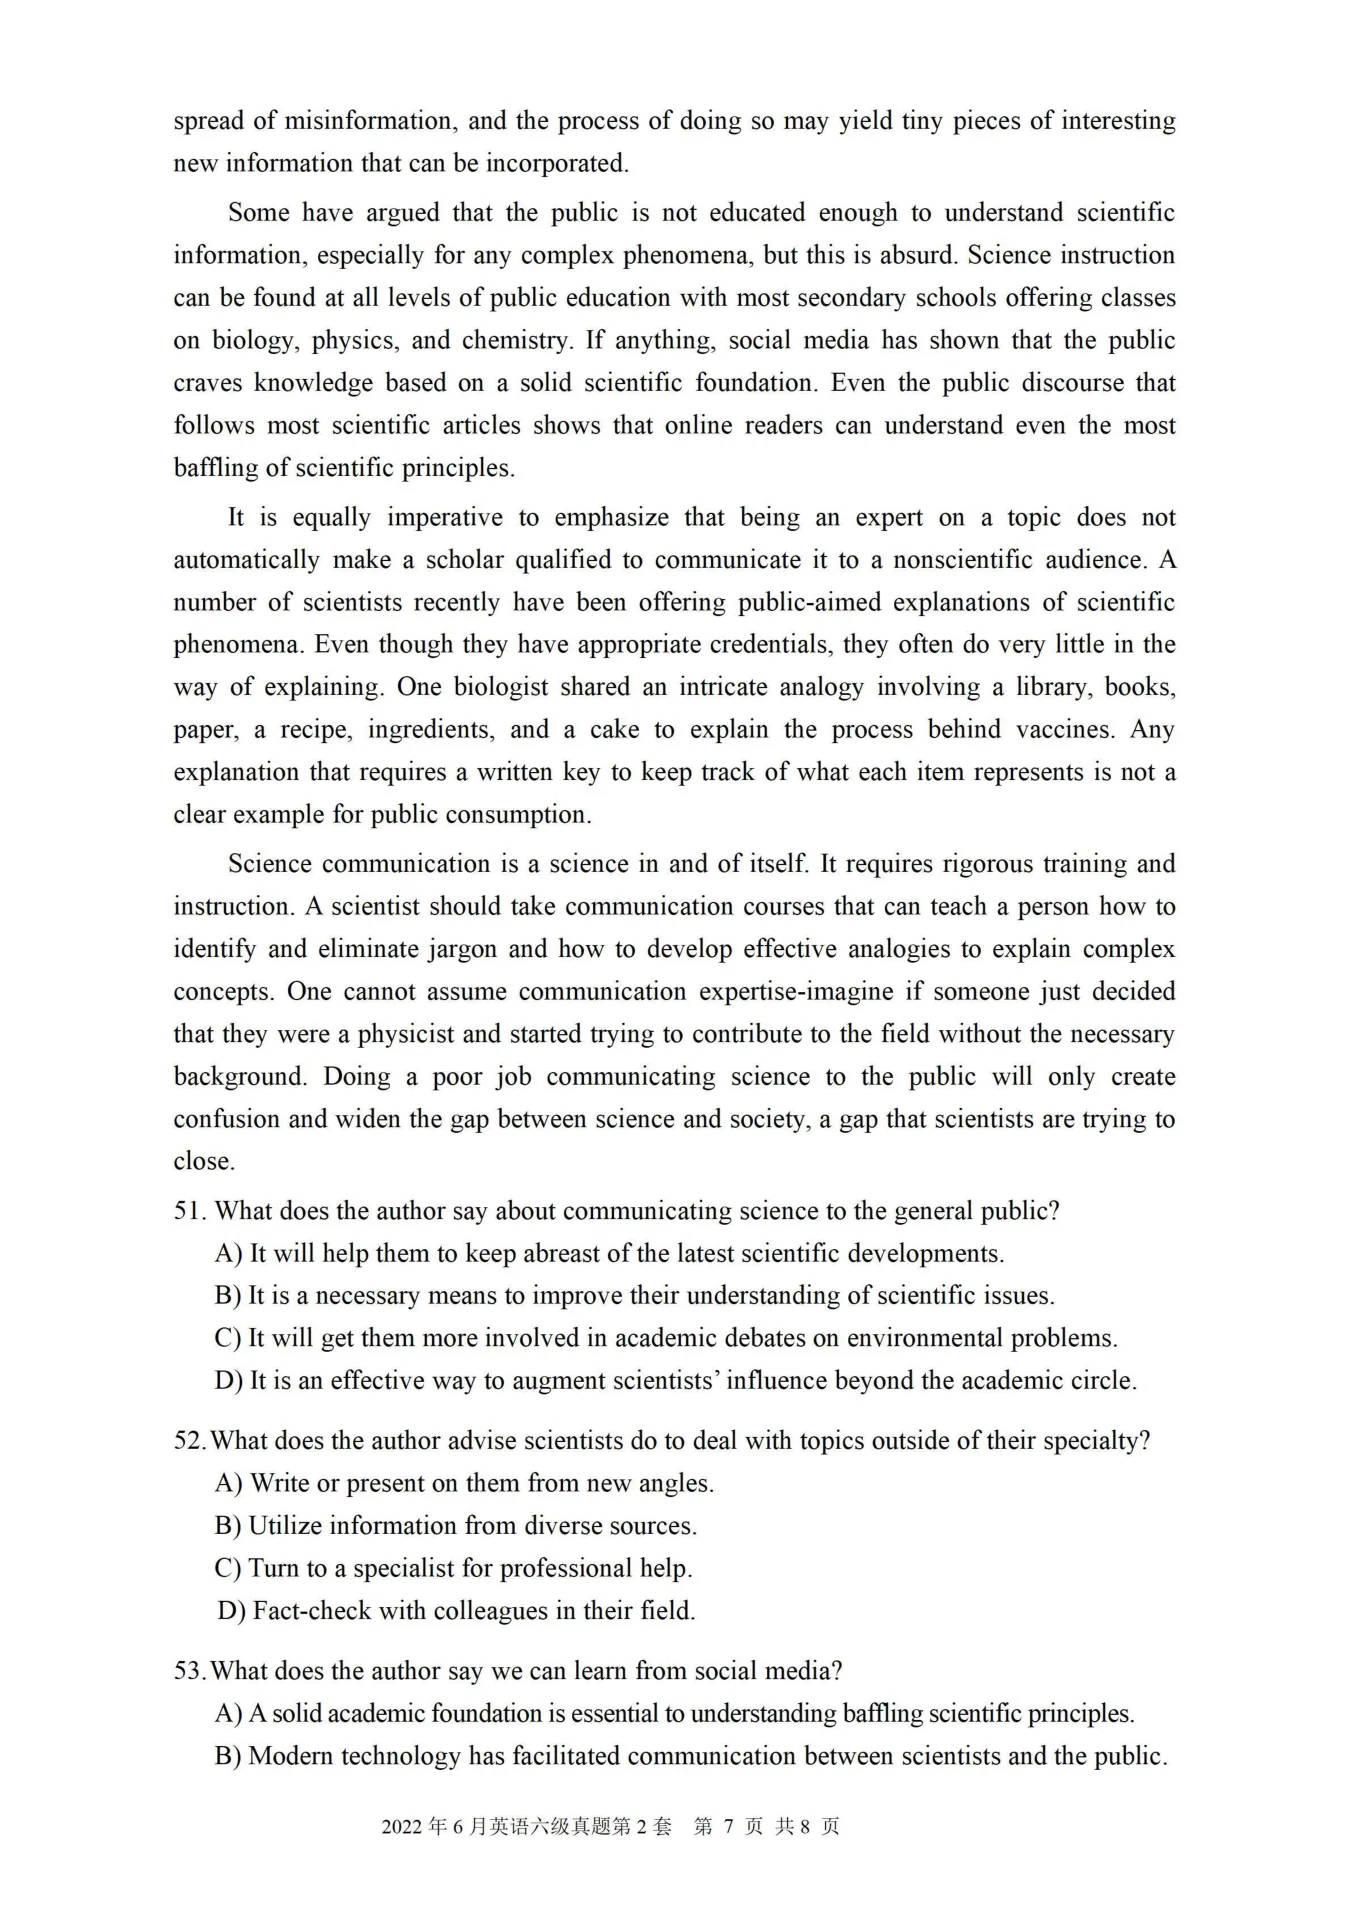 spread of misinformation, and the process of doing so may yield tiny pieces of interesting
new information that can be incorporated.
Some have argued that the public is not educated enough to understand scientific
information, especially for any complex phenomena, but this is absurd. Science instruction
can be found at all levels of public education with most secondary schools offering classes
on biology, physics, and chemistry. If anything, social media has shown that the public
craves knowledge based on a solid scientific foundation. Even the public discourse that
follows most scientific articles shows that online readers can understand even the most
baffling of scientific principles.
It is equally imperative to emphasize that being an expert on a topic does not
automatically make a scholar qualified to communicate it to a nonscientific audience. A
number of scientists recently have been offering public-aimed explanations of scientific
phenomena. Even though they have appropriate credentials, they often do very little in the
way of explaining. One biologist shared an intricate analogy involving a library, books,
paper, a recipe, ingredients, and a cake to explain the process behind vaccines. Any
explanation that requires a written key to keep track of what each item represents is not a
clear example for public consumption.
Science communication is a science in and of itself. It requires rigorous training and
instruction. A scientist should take communication courses that can teach a person how to
identify and eliminate jargon and how to develop effective analogies to explain complex
concepts. One cannot assume communication expertise-imagine if someone just decided
that they were a physicist and started trying to contribute to the field without the necessary
background. Doing a poor job communicating science to the public will only create
confusion and widen the gap between science and society, a gap that scientists are trying to
close.
51. What does the author say about communicating science to the general public?
A) It will help them to keep abreast of the latest scientific developments.
B) It is a necessary means to improve their understanding of scientific issues.
C) It will get them more involved in academic debates on environmental problems.
D) It is an effective way to augment scientists’ influence beyond the academic circle.
52. What does the author advise scientists do to deal with topics outside of their specialty?
A) Write or present on them from new angles.
B) Utilize information from diverse sources.
C) Turn to a specialist for professional help.
D) Fact-check with colleagues in their field.
53. What does the author say we can learn from social media?
A) A solid academic foundation is essential to understanding baffling scientific principles.
B) Modern technology has facilitated communication between scientists and the public.
2022 年 6 月英语六级真题第 2 套 第 7 页 共 8 页